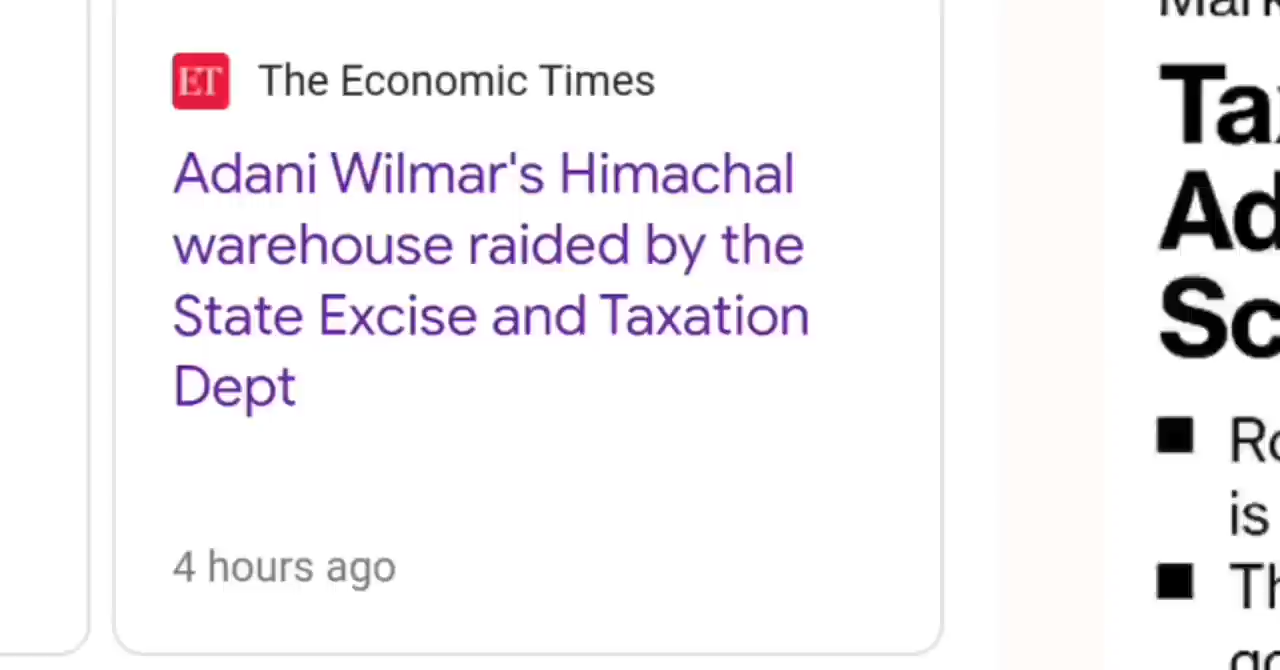 ET The Economic Times
Adani Wilmar's Himachal
warehouse raided by the
State Excise and Taxation
Dept
4 hours ago
is